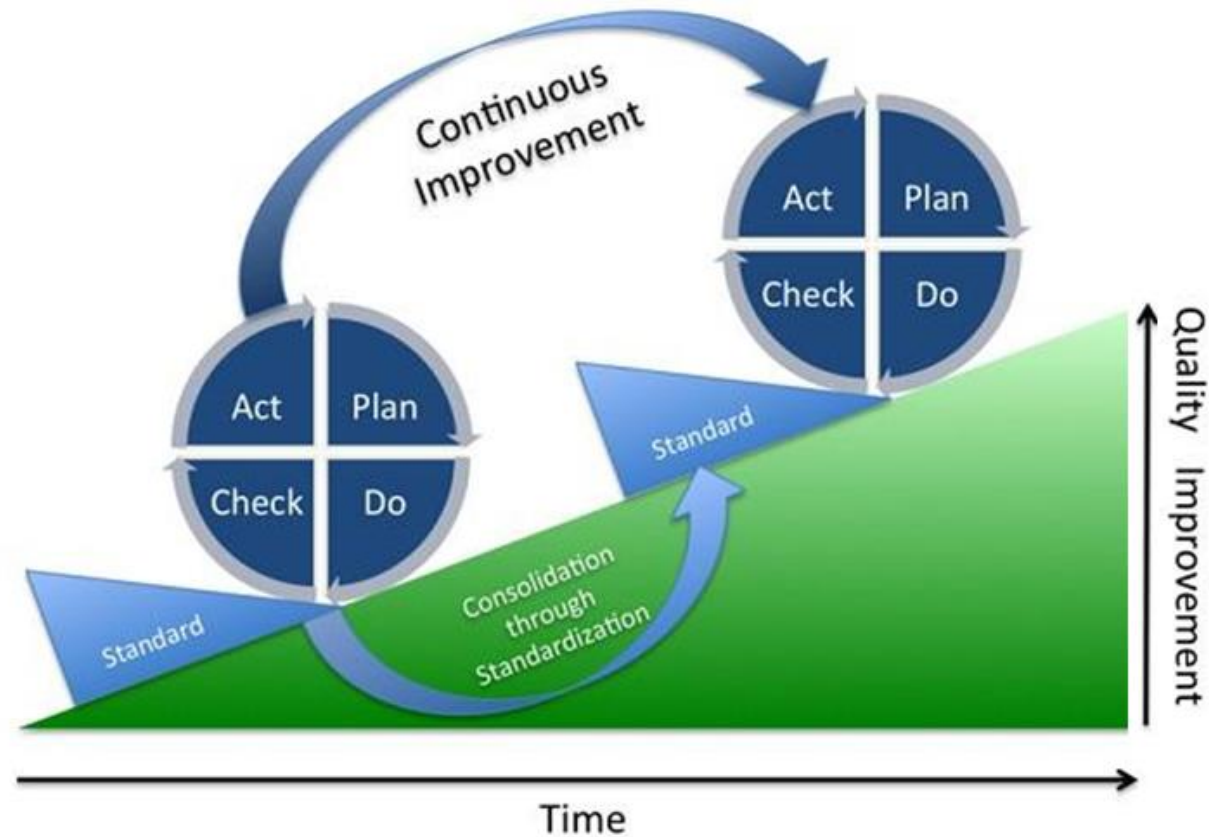 Continuous
Improvement
Act
Plan
Check
Do
Act
Plan
Check
Do
Standard
Standard
Consolidation
through
Standardization
Quality Improvement
Time